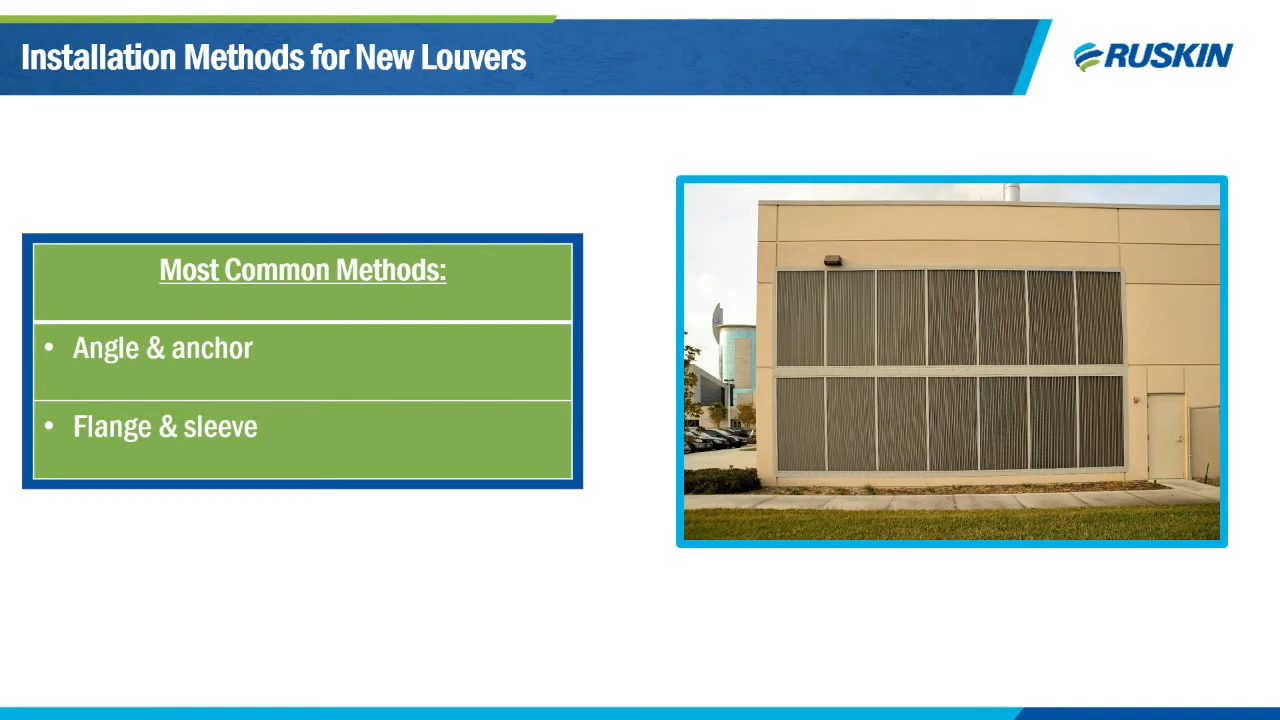 Installation Methods for New Louvers
RUSKIN
Most Common Methods:
• Angle & anchor
• Flange & sleeve